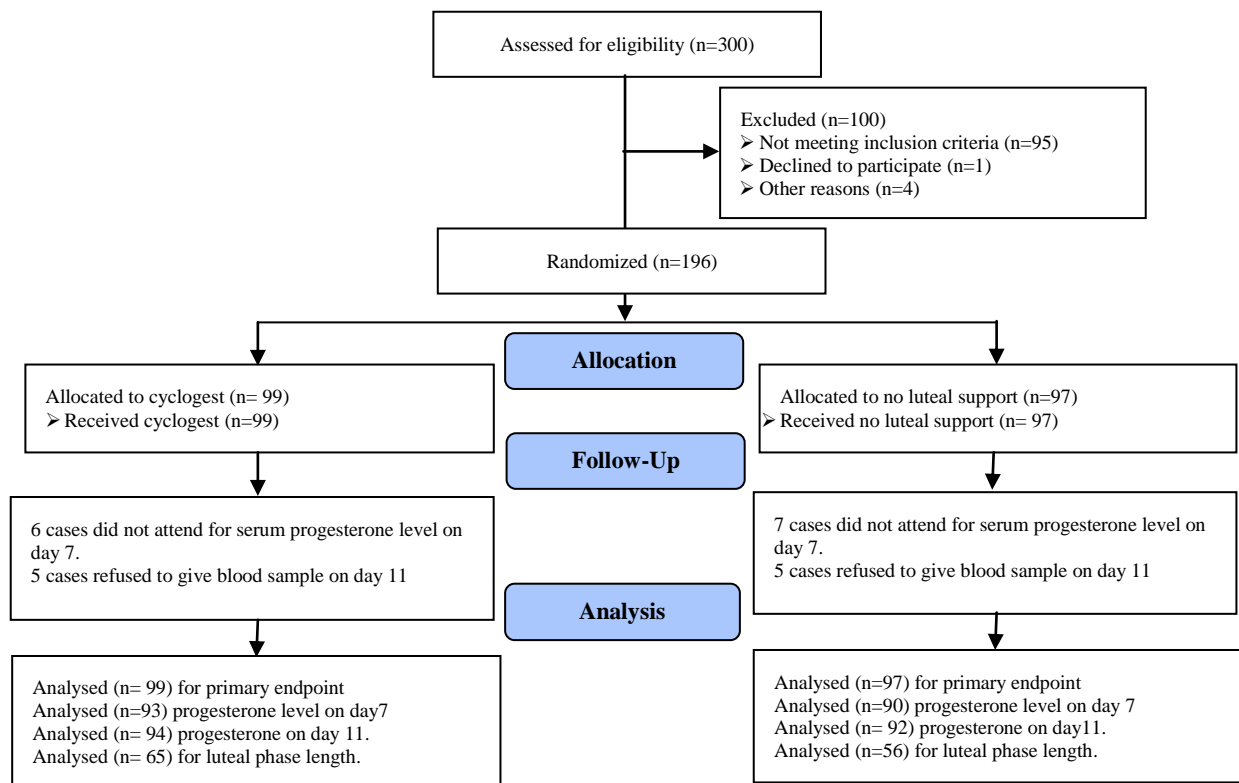 Assessed for eligibility (n=300)
Excluded (n=100)
➢ Not meeting inclusion criteria (n=95)
➢ Declined to participate (n=1)
➢ Other reasons (n=4)
Randomized (n=196)
Allocation
Allocated to cyclogest (n= 99)
➢ Received cyclogest (n=99)
Allocated to no luteal support (n=97)
➢ Received no luteal support (n= 97)
Follow-Up
6 cases did not attend for serum progesterone level on
day 7.
5 cases refused to give blood sample on day 11
7 cases did not attend for serum progesterone level on
day 7.
5 cases refused to give blood sample on day 11
Analysis
Analysed (n= 99) for primary endpoint
Analysed (n=93) progesterone level on day7
Analysed (n= 94) progesterone on day 11.
Analysed (n= 65) for luteal phase length.
Analysed (n=97) for primary endpoint
Analysed (n=90) progesterone level on day 7
Analysed (n= 92) progesterone on day11.
Analysed (n=56) for luteal phase length.